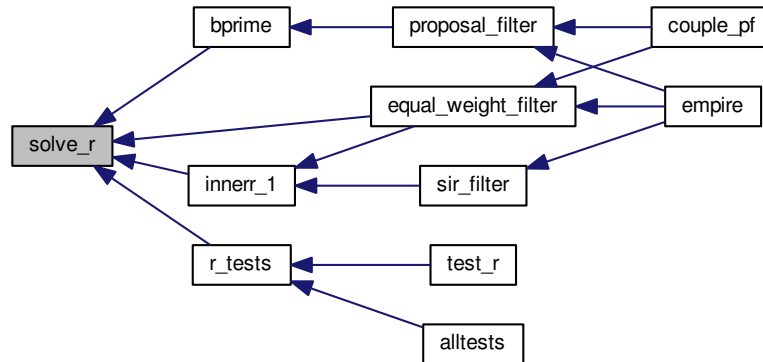 bprime
proposal_filter
couple_pf
equal_weight_filter
empire
solve_r
innerr_1
sir_filter
r_tests
test_r
alltests